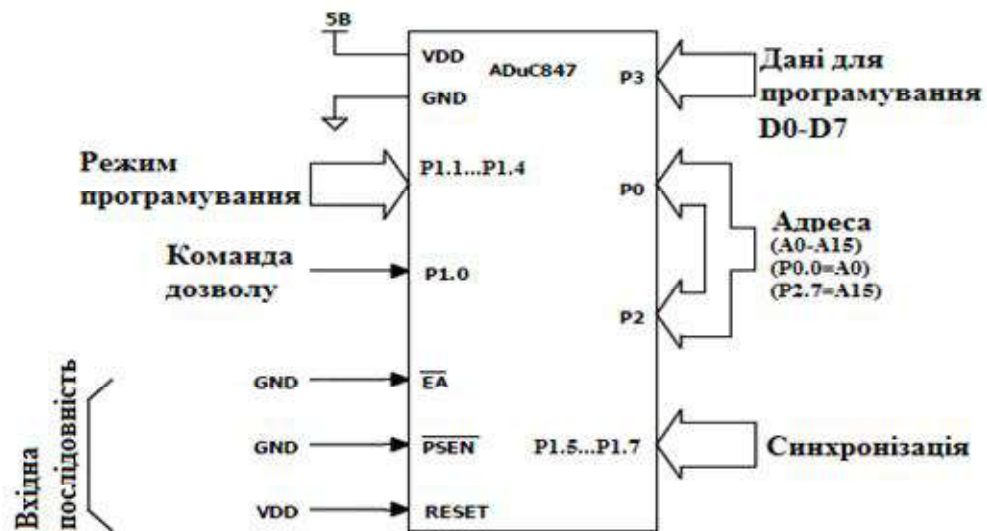 5В
VDD
ADuC847
P3
GND
Дані для
програмування
D0-D7
Режим
програмування
P1.1...P1.4
P0
Адреса
(A0-A15)
(P0.0=A0)
(P2.7=A15)
Команда
дозволу
P1.0
P2
Вхідна
послідовність
GND
EA
GND
PSEN
P1.5...P1.7
Синхронізація
VDD
RESET